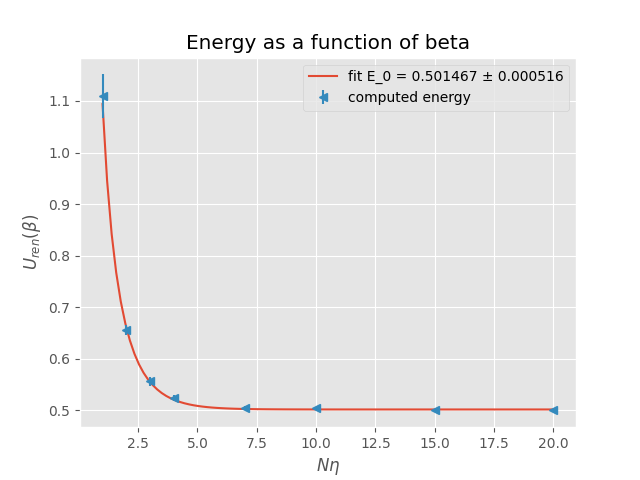 Energy as a function of beta
fit E_0 = 0.501467 ± 0.000516
computed energy
1.1
1.0
0.9
0.8
0.7
0.6
0.5
U_{ren}(β)
2.5 5.0 7.5 10.0 12.5 15.0 17.5 20.0
Nη